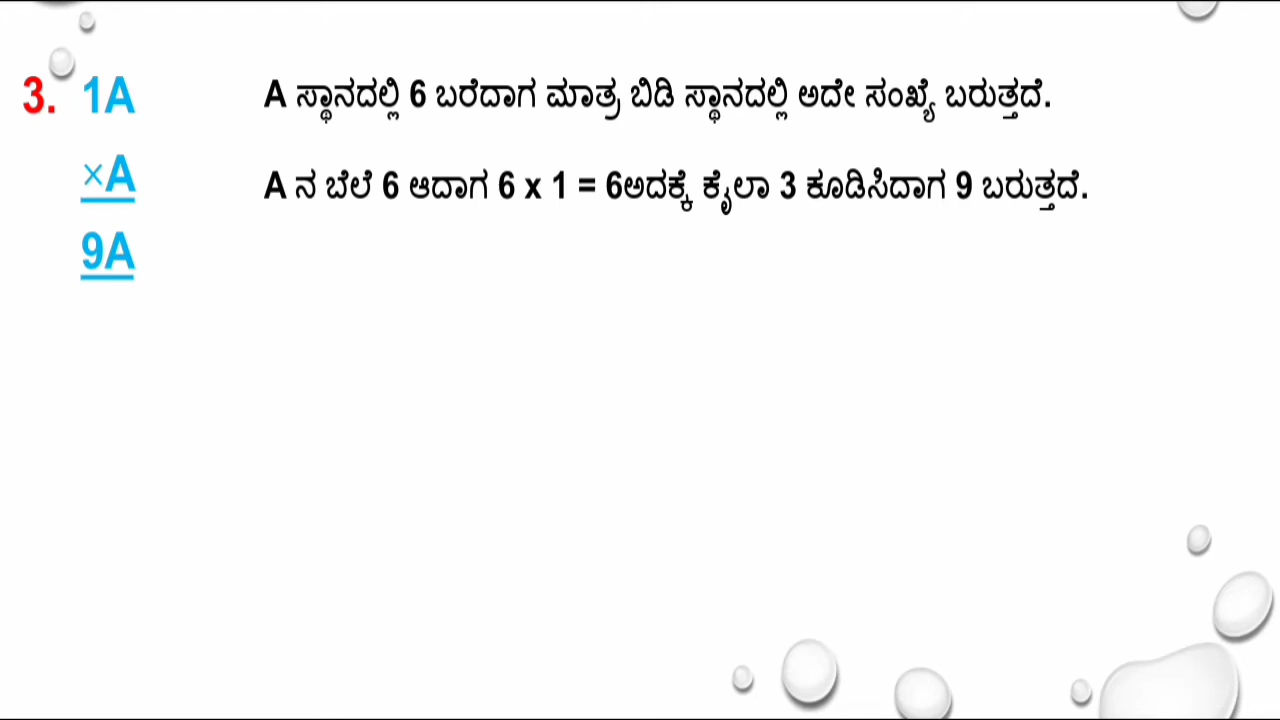 3. 1A A ಸ್ಥಾನದಲ್ಲಿ 6 ಬರೆದಾಗ ಮಾತ್ರ ಬಿಡಿ ಸ್ಥಾನದಲ್ಲಿ ಅದೇ ಸಂಖ್ಯೆ ಬರುತ್ತದೆ.
×A A ನ ಬೆಲೆ 6 ಆದಾಗ 6 x 1 = 6ಅದಕ್ಕೆ ಕೈಲಾ 3 ಕೂಡಿಸಿದಾಗ 9 ಬರುತ್ತದೆ.
9A